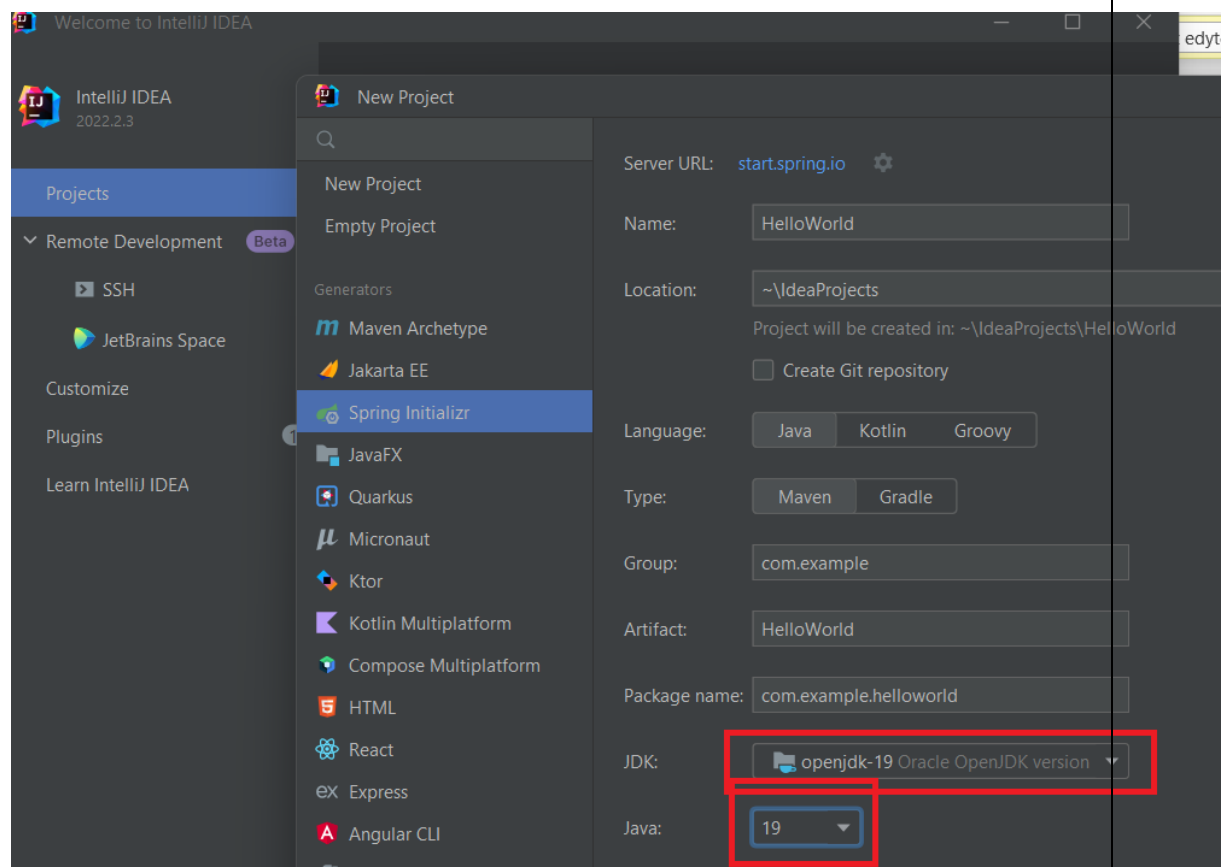 Welcome to IntelliJ IDEA
edyt
IntelliJ IDEA
2022.2.3
Projects
Remote Development Beta
SSH
JetBrains Space
Customize
Plugins 1
Learn IntelliJ IDEA
New Project
New Project
Empty Project
Generators
Maven Archetype
Jakarta EE
Spring Initializr
JavaFX
Quarkus
Micronaut
Ktor
Kotlin Multiplatform
Compose Multiplatform
HTML
React
ex Express
Angular CLI
Server URL: start.spring.io
Name: HelloWorld
Location: ~\IdeaProjects
Project will be created in: ~\IdeaProjects\HelloWorld
Create Git repository
Language: Java Kotlin Groovy
Type: Maven Gradle
Group: com.example
Artifact: HelloWorld
Package name: com.example.helloworld
JDK: openjdk-19 Oracle OpenJDK version
Java: 19